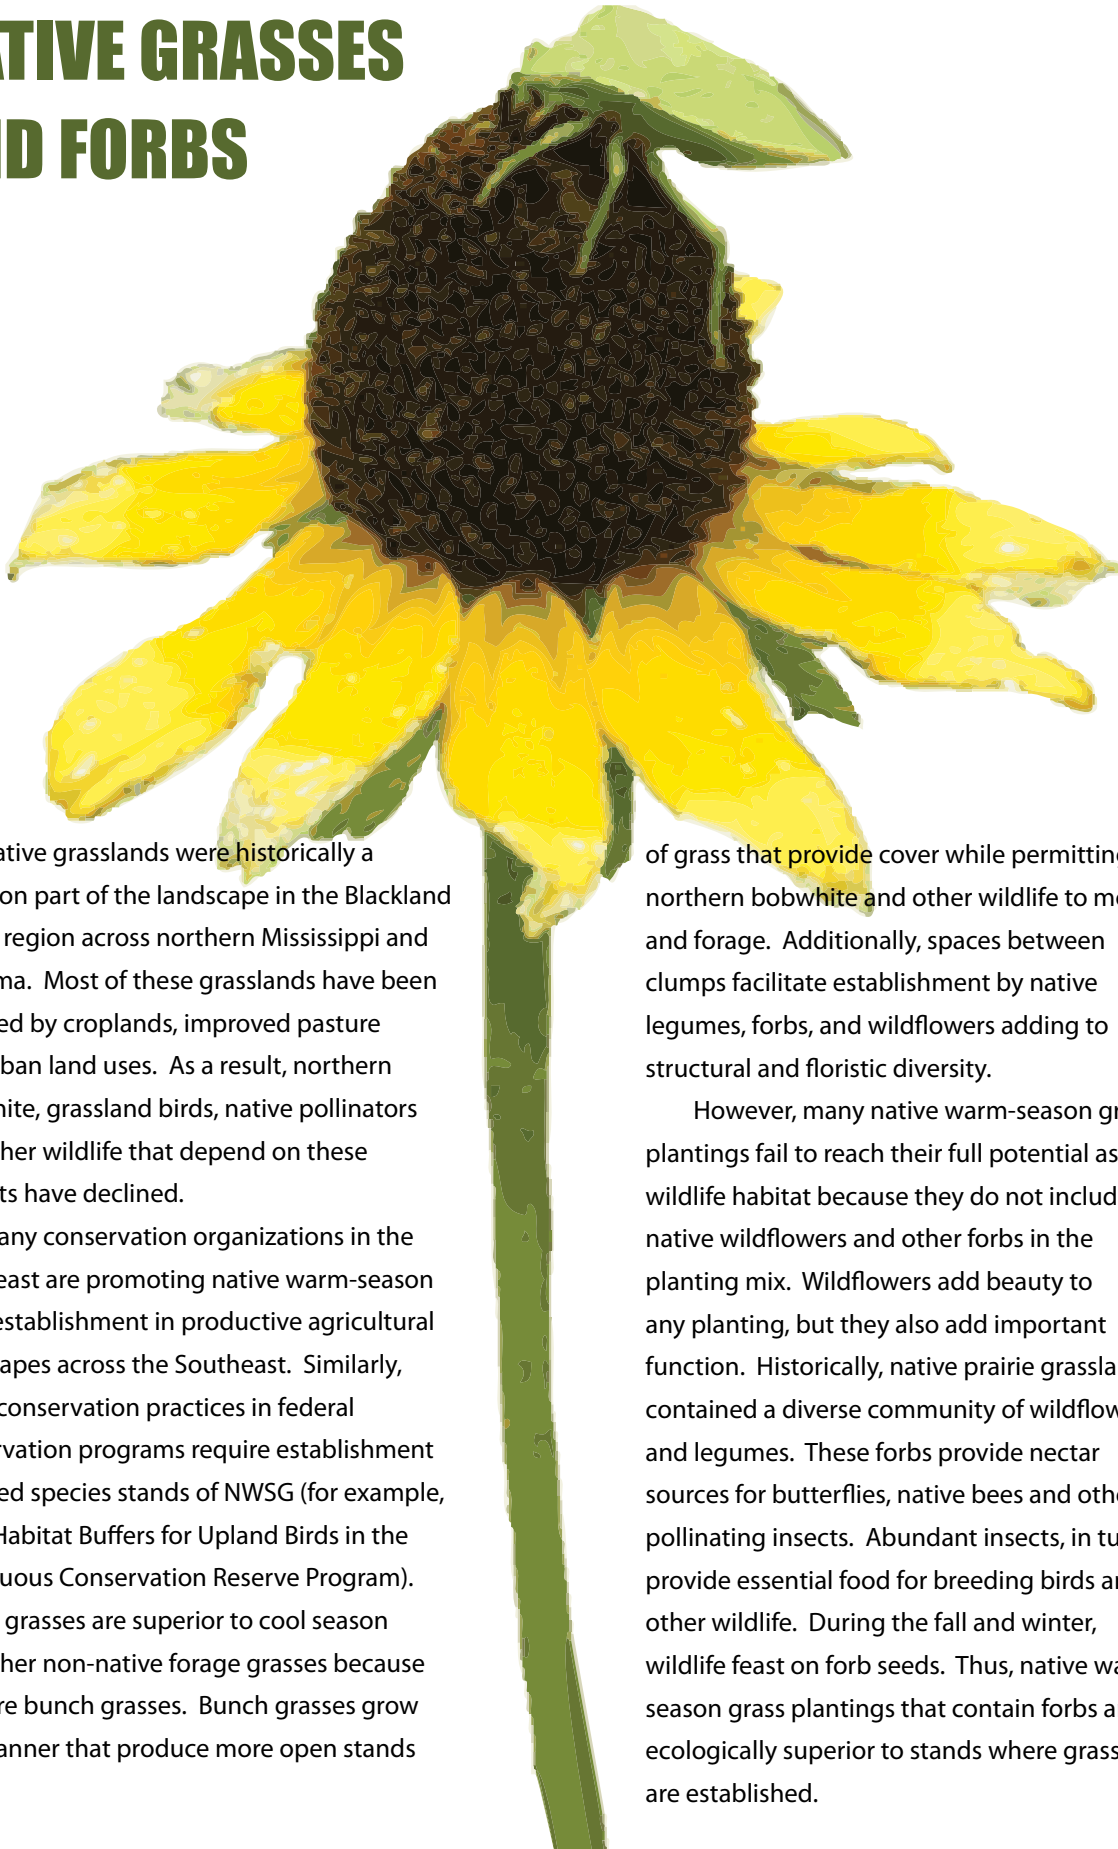 ATIVE GRASSES
ND FORBS
ative grasslands were historically a
on part of the landscape in the Blackland
region across northern Mississippi and
ma.  Most of these grasslands have been
ed by croplands, improved pasture
ban land uses.  As a result, northern
hite, grassland birds, native pollinators
her wildlife that depend on these
ts have declined.
any conservation organizations in the
east are promoting native warm-season
establishment in productive agricultural
apes across the Southeast.  Similarly,
conservation practices in federal
rvation programs require establishment
ed species stands of NWSG (for example,
Habitat Buffers for Upland Birds in the
uous Conservation Reserve Program).
grasses are superior to cool season
her non-native forage grasses because
re bunch grasses.  Bunch grasses grow
anner that produce more open stands
of grass that provide cover while permitting
northern bobwhite and other wildlife to mo
and forage.  Additionally, spaces between
clumps facilitate establishment by native
legumes, forbs, and wildflowers adding to
structural and floristic diversity.
However, many native warm-season gr
plantings fail to reach their full potential as
wildlife habitat because they do not includ
native wildflowers and other forbs in the
planting mix.  Wildflowers add beauty to
any planting, but they also add important
function.  Historically, native prairie grassla
contained a diverse community of wildflow
and legumes.  These forbs provide nectar
sources for butterflies, native bees and othe
pollinating insects.  Abundant insects, in tu
provide essential food for breeding birds an
other wildlife.  During the fall and winter,
wildlife feast on forb seeds.  Thus, native wa
season grass plantings that contain forbs a
ecologically superior to stands where grass
are established.